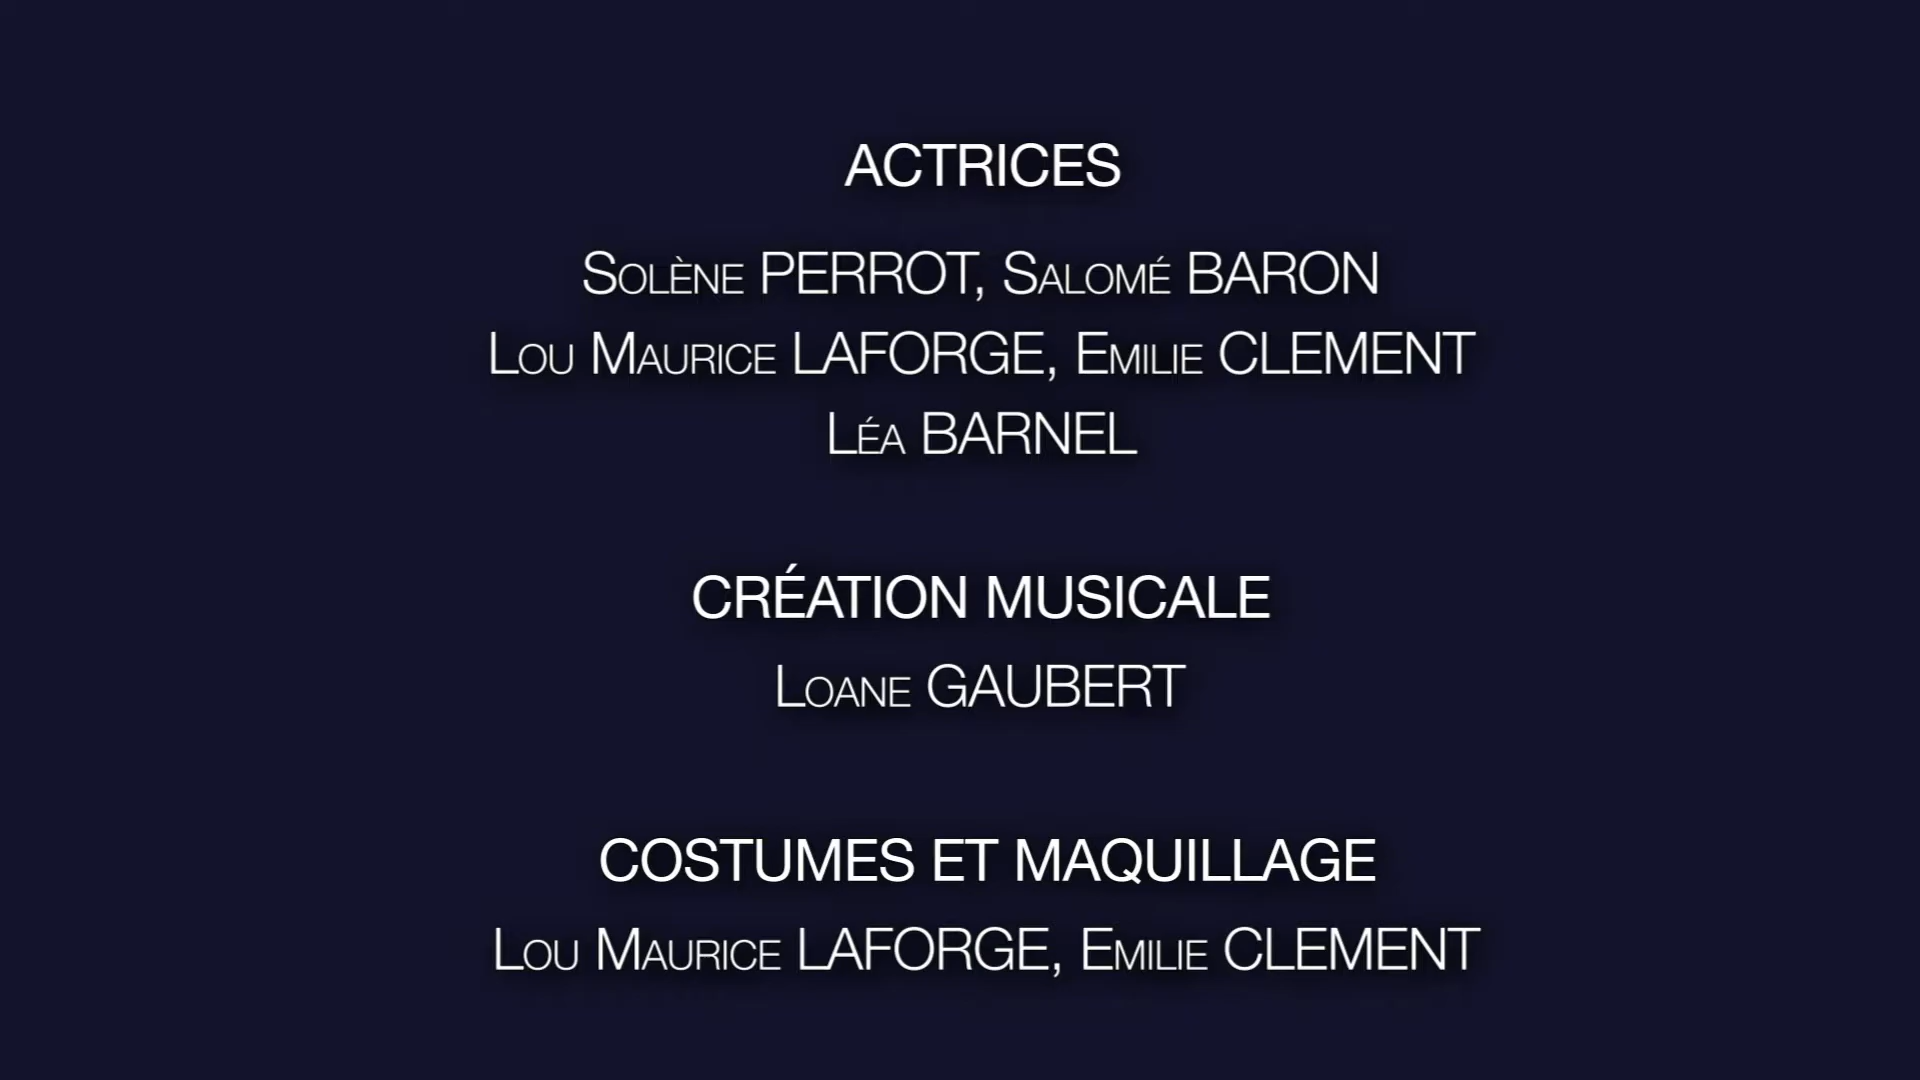 ACTRICES
Solène PERROT, Salomé BARON
Lou Maurice LAFORGE, Emilie CLEMENT
Léa BARNEL
CRÉATION MUSICALE
Loane GAUBERT
COSTUMES ET MAQUILLAGE
Lou Maurice LAFORGE, Emilie CLEMENT